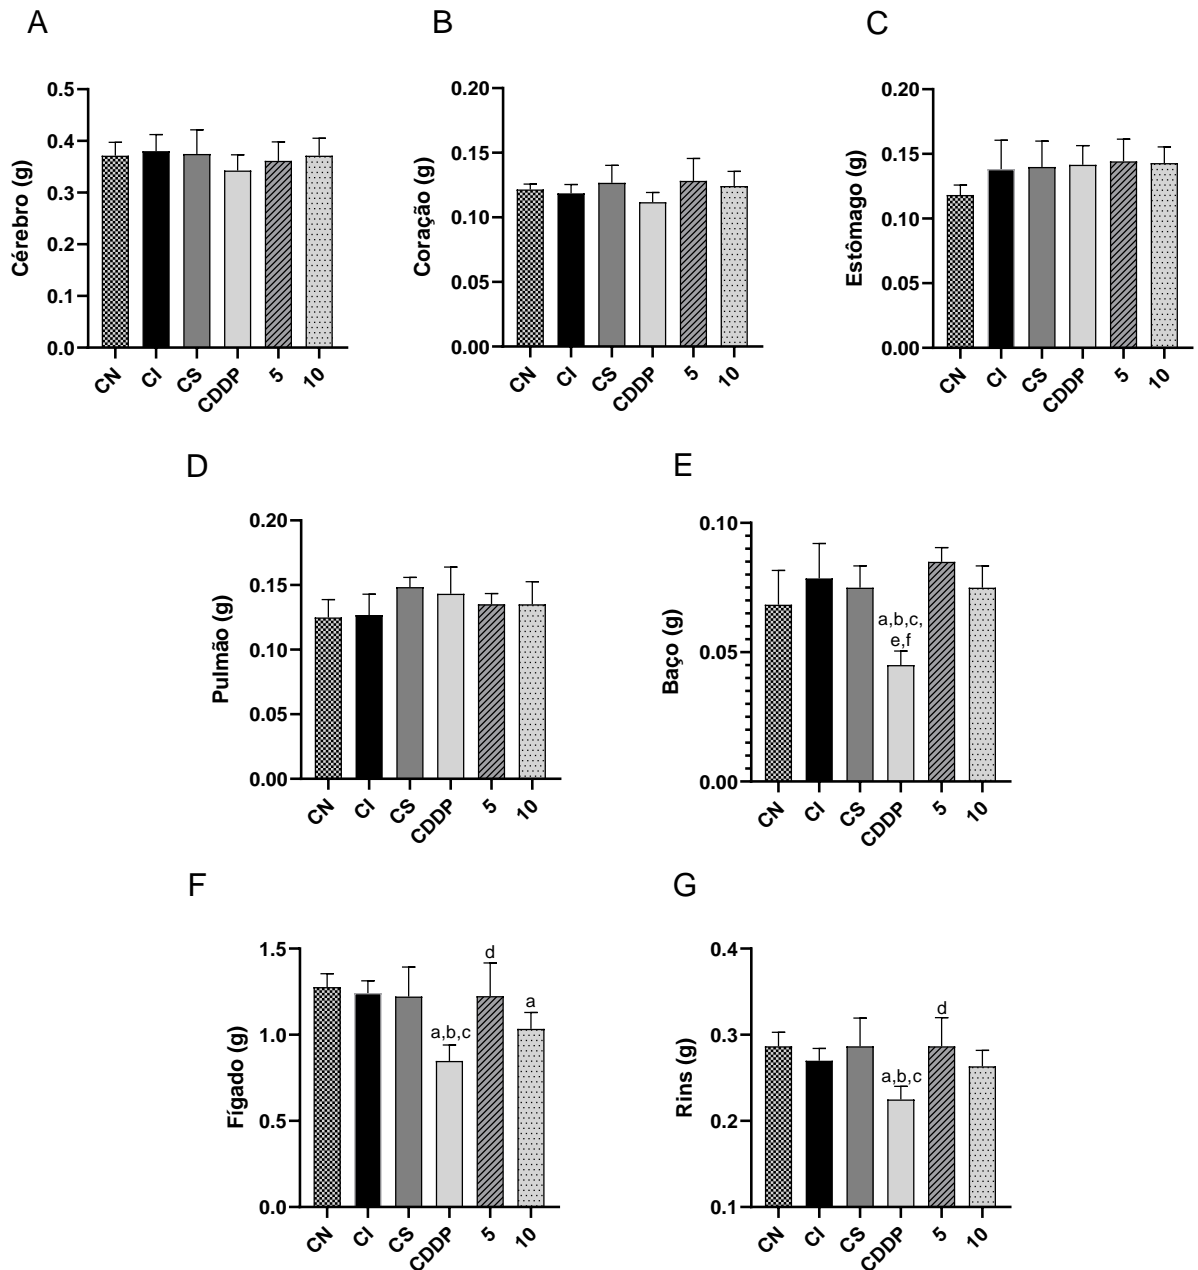 A
Cérebro (g)
0.5
0.4
0.3
0.2
0.1
0.0
CN CI CS CDDP 5 10
B
Coração (g)
0.20
0.15
0.10
0.05
0.00
CN CI CS CDDP 5 10
C
Estômago (g)
0.20
0.15
0.10
0.05
0.00
CN CI CS CDDP 5 10
D
Pulmão (g)
0.20
0.15
0.10
0.05
0.00
CN CI CS CDDP 5 10
E
Baço (g)
0.10
0.05
0.00
a,b,c,
e,f
CN CI CS CDDP 5 10
F
Fígado (g)
1.5
1.0
0.5
0.0
a,b,c
d
a
CN CI CS CDDP 5 10
G
Rins (g)
0.4
0.3
0.2
0.1
a,b,c
d
CN CI CS CDDP 5 10